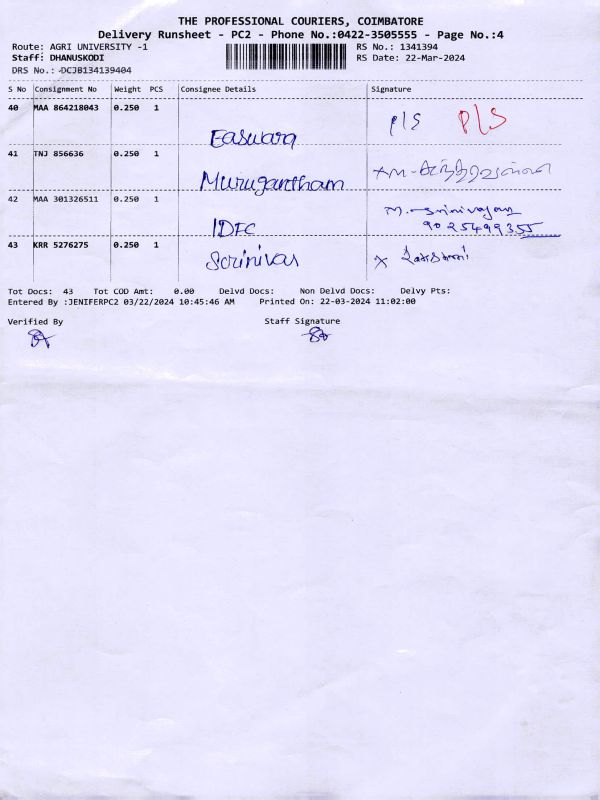 THE PROFESSIONAL COURIERS, COIMBATORE
Delivery Runsheet - PC2 - Phone No.:0422-3505555 - Page No.:4
Route: AGRI UNIVERSITY -1 RS No.: 1341394
Staff: DHANUSKODI RS Date: 22-Mar-2024
DRS No.: DCJB134139404
S No Consignment No Weight PCS Consignee Details Signature
40 MAA 864218043 0.250 1
P/S P/S
Easwara
41 TNJ 856636 0.250 1
Murugantham
42 MAA 301326511 0.250 1
M. Srinivasan
IDFC 9025499355
43 KRR 5276275 0.250 1
Scrinivas
Tot Docs: 43 Tot COD Amt: 0.00 Delvd Docs: Non Delvd Docs: Delvy Pts:
Entered By :JENIFERPC2 03/22/2024 10:45:46 AM Printed On: 22-03-2024 11:02:00
Verified By Staff Signature